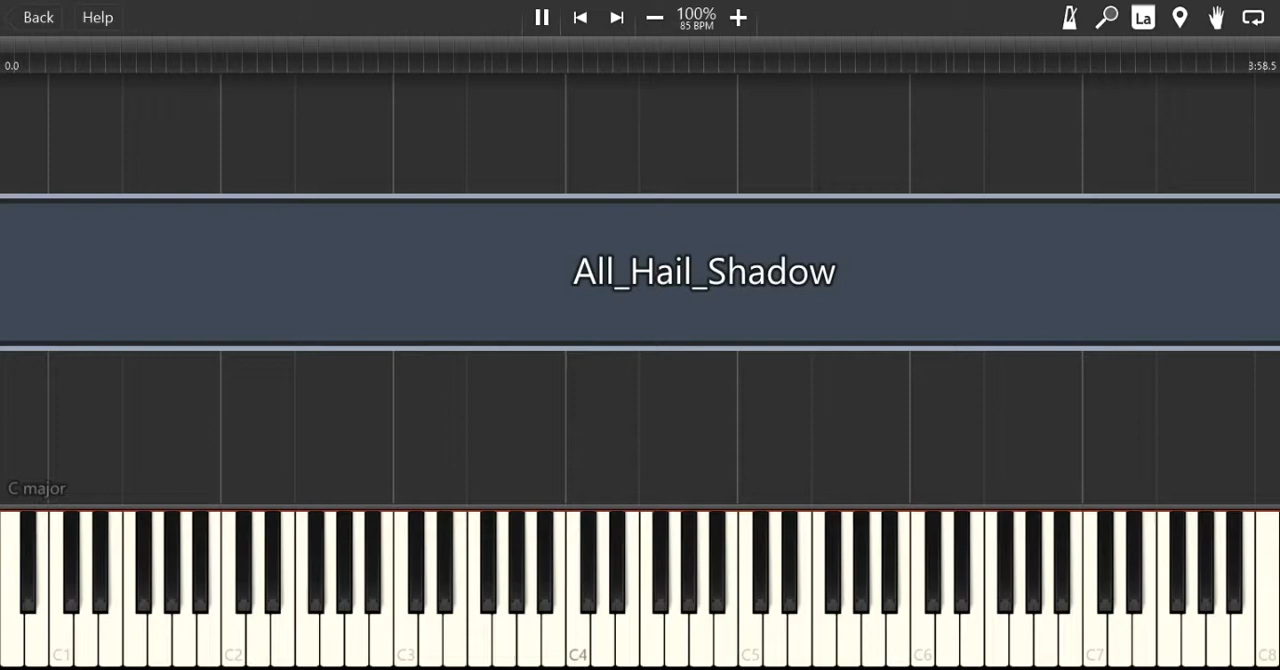 Back Help 100% La
85 BPM
0.0 3:58.5
All_Hail_Shadow
C major
C1 C2 C3 C4 C5 C6 C7 C8